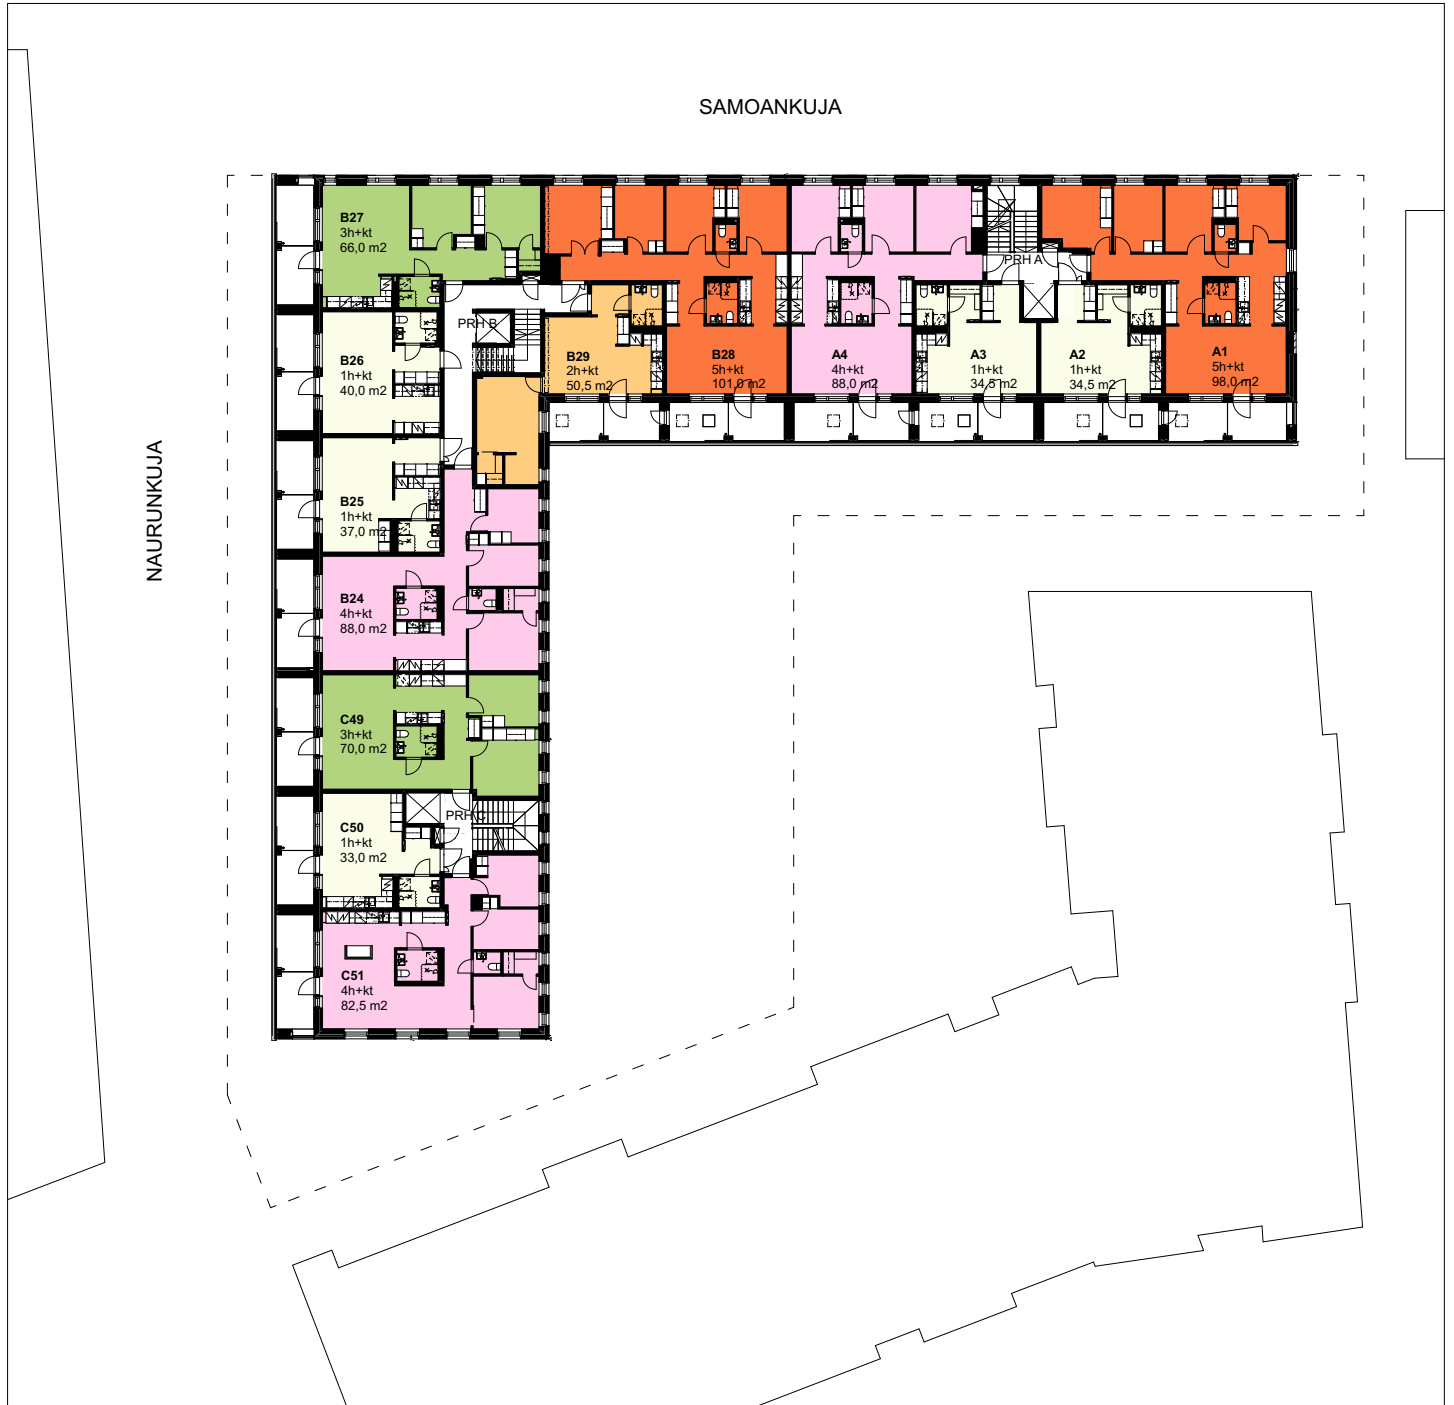 SAMOANKUJA
NAURUNKUJA
B27
3h+kt
66,0 m2
PRH B
B26
1h+kt
40,0 m2
B29
2h+kt
50,5 m2
B28
5h+kt
101,0 m2
A4
4h+kt
88,0 m2
A3
1h+kt
34,5 m2
PRH A
A2
1h+kt
34,5 m2
A1
5h+kt
98,0 m2
B25
1h+kt
37,0 m2
B24
4h+kt
88,0 m2
C49
3h+kt
70,0 m2
PRH C
C50
1h+kt
33,0 m2
C51
4h+kt
82,5 m2